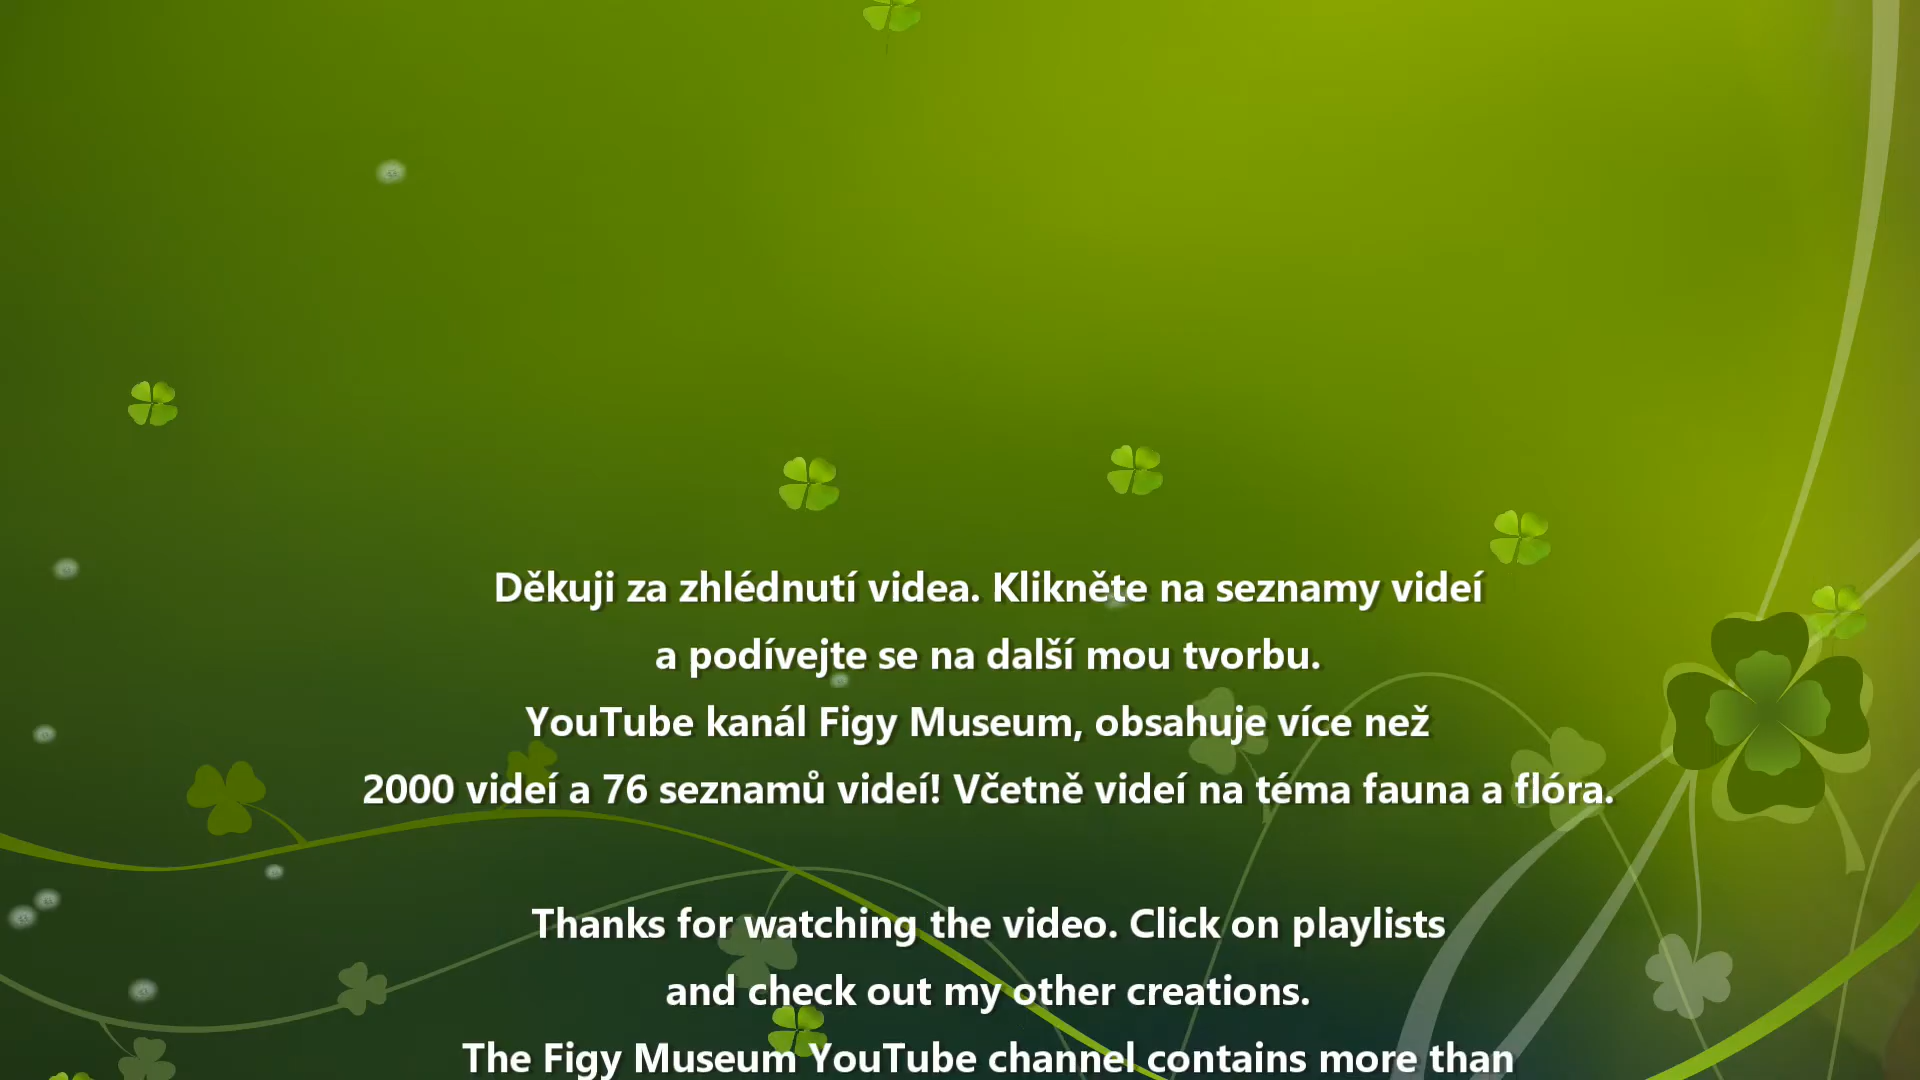 Děkuji za zhlédnutí videa. Klikněte na seznamy videí
a podívejte se na další mou tvorbu.
YouTube kanál Figy Museum, obsahuje více než
2000 videí a 76 seznamů videí! Včetně videí na téma fauna a flóra.
Thanks for watching the video. Click on playlists
and check out my other creations.
The Figy Museum YouTube channel contains more than